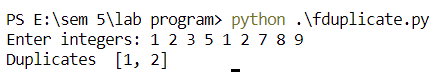 PS E:\sem 5\lab program> python .\fduplicate.py
Enter integers: 1 2 3 5 1 2 7 8 9
Duplicates  [1, 2]